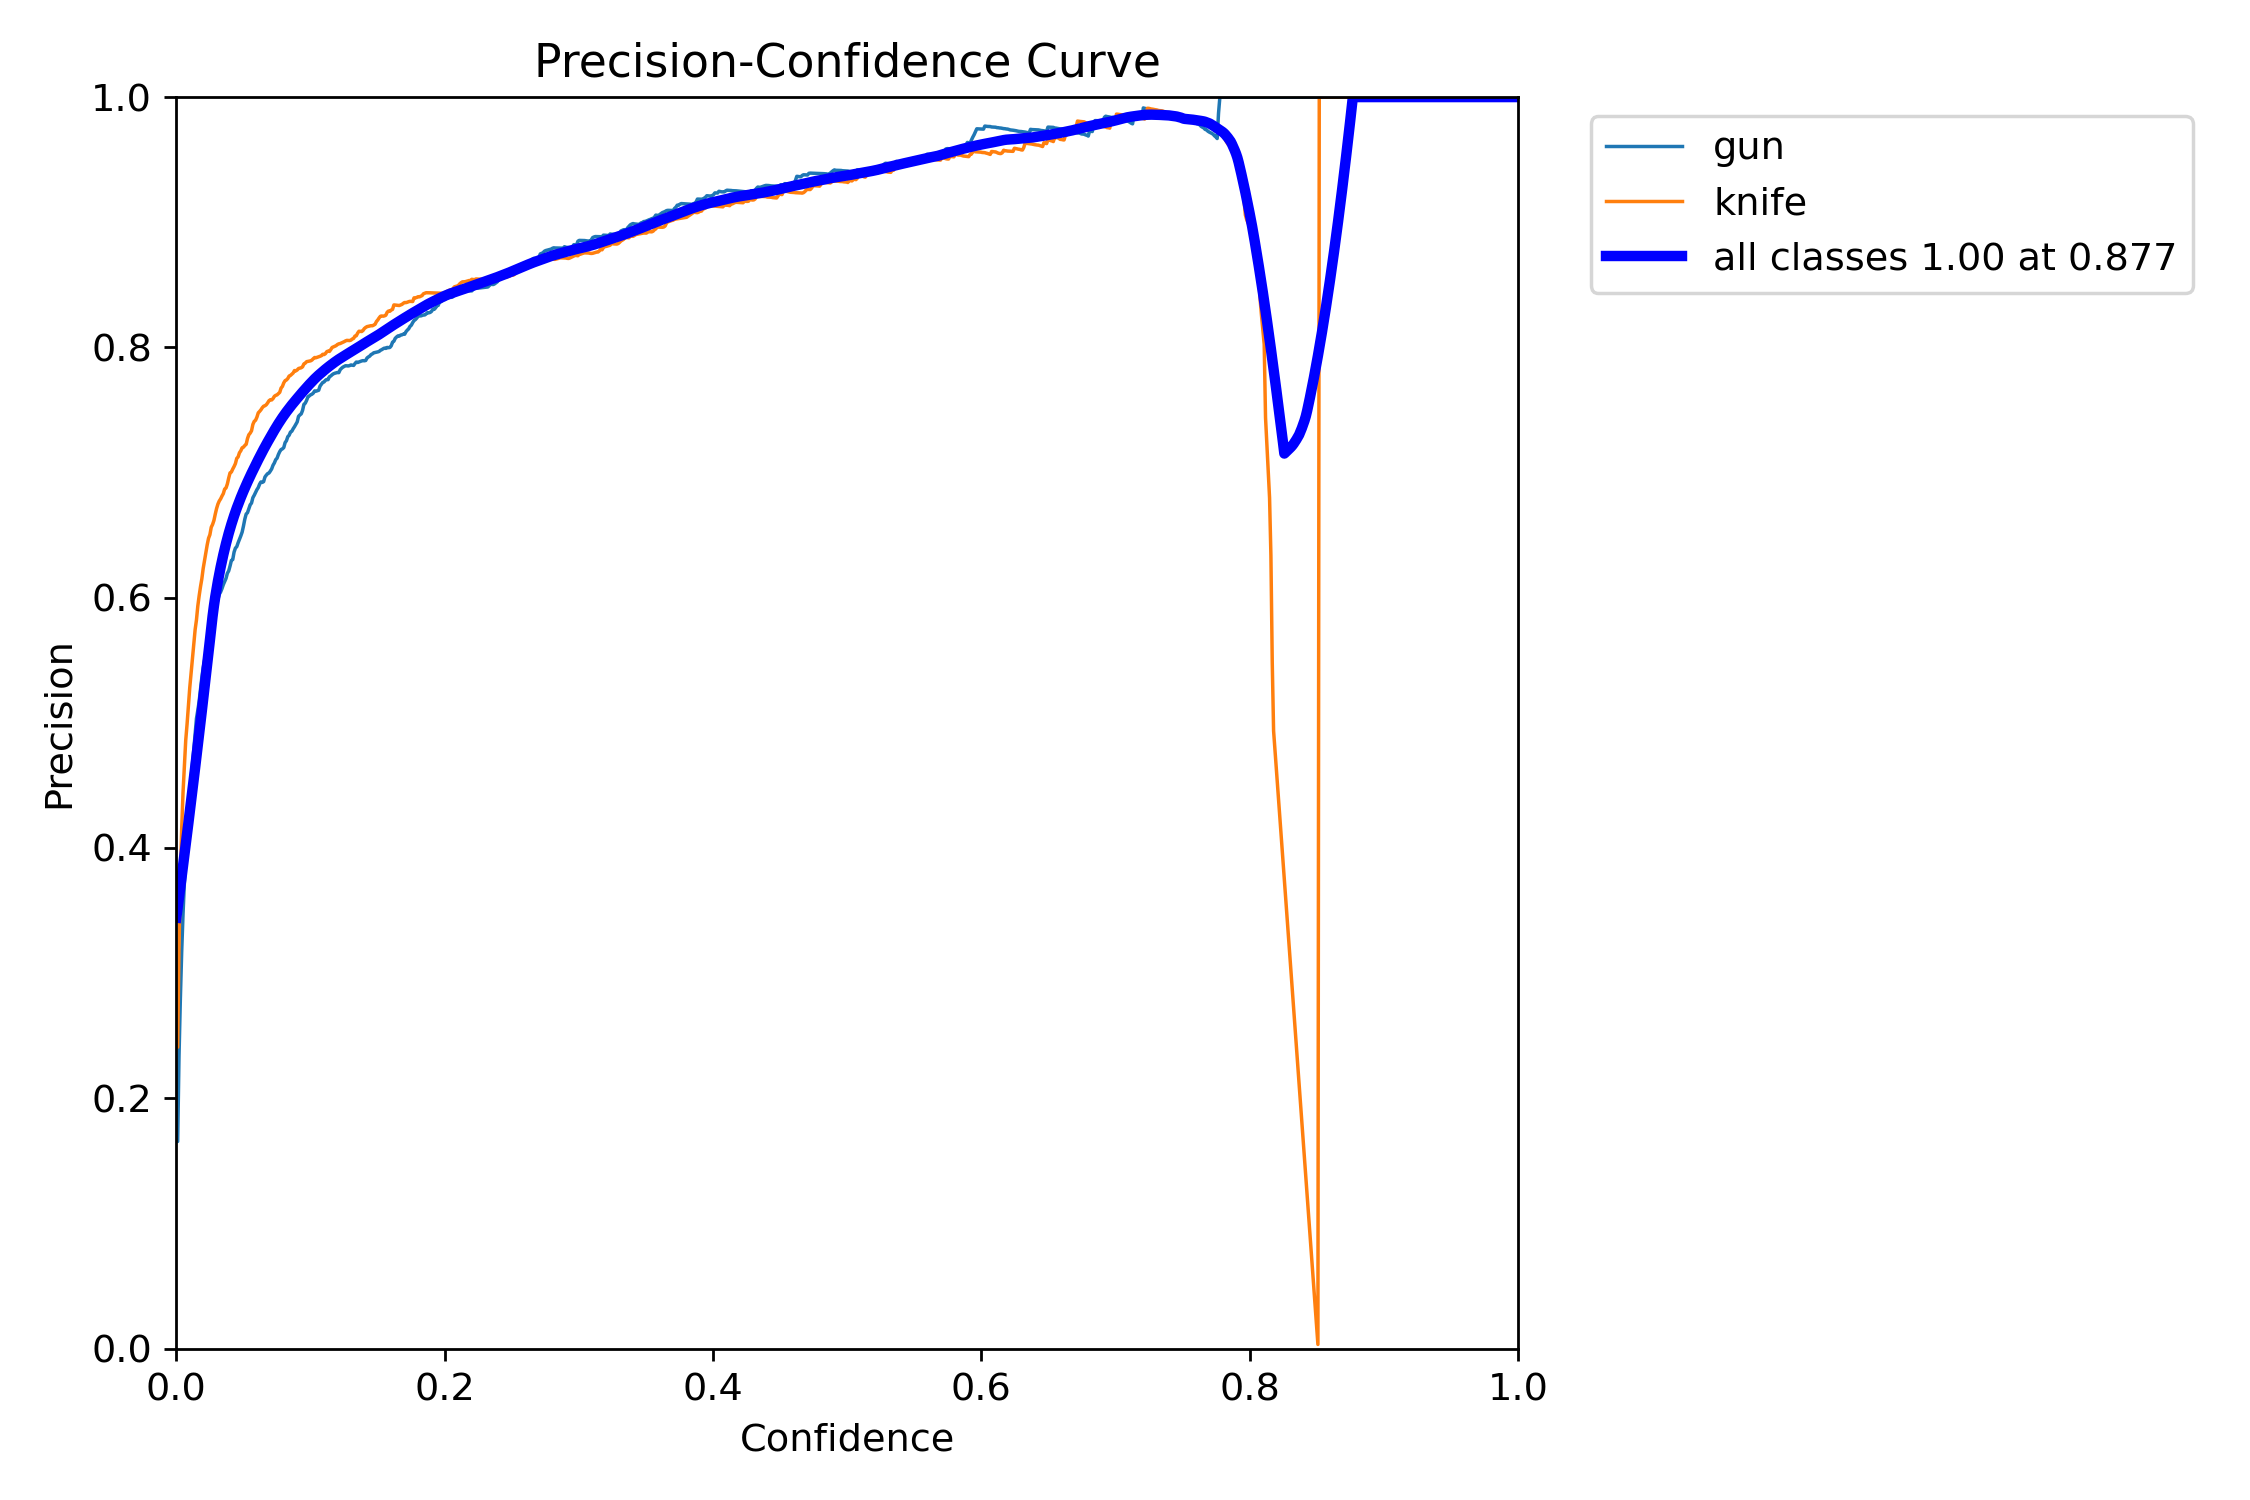 Precision-Confidence Curve
1.0
0.8
0.6
0.4
0.2
0.0
Precision
0.0 0.2 0.4 0.6 0.8 1.0
Confidence
gun
knife
all classes 1.00 at 0.877